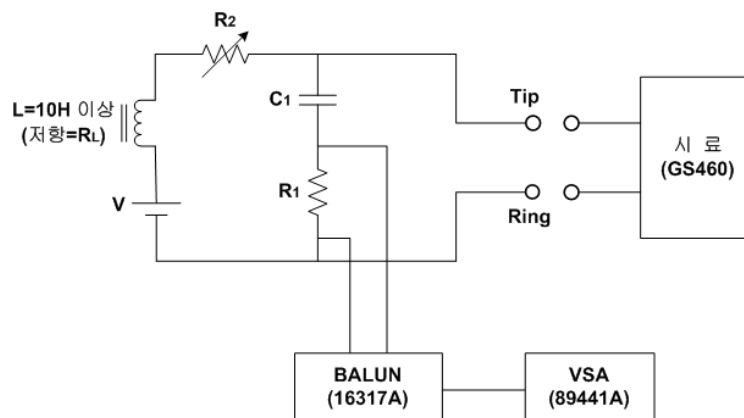 R2
L=10H 이상
(저항=RL)
C1
Tip
시 료
(GS460)
R1
V
Ring
BALUN
(16317A)
VSA
(89441A)